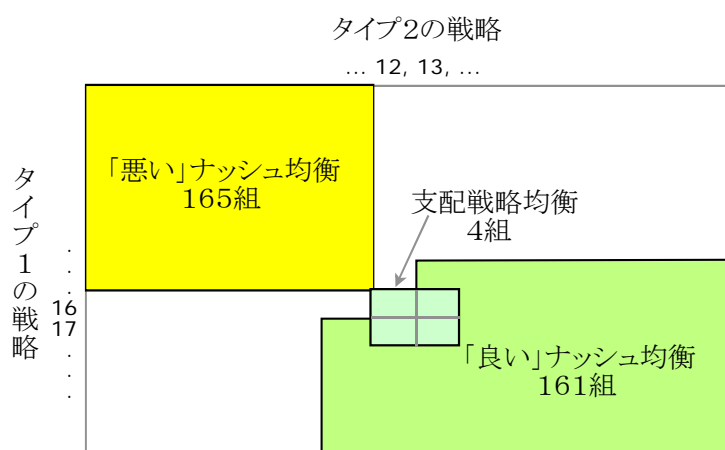 タイプ2の戦略
... 12, 13, ...
「悪い」ナッシュ均衡
165組
タイプ1の戦略
支配戦略均衡
4組
.
.
.
16
17
.
.
.
「良い」ナッシュ均衡
161組